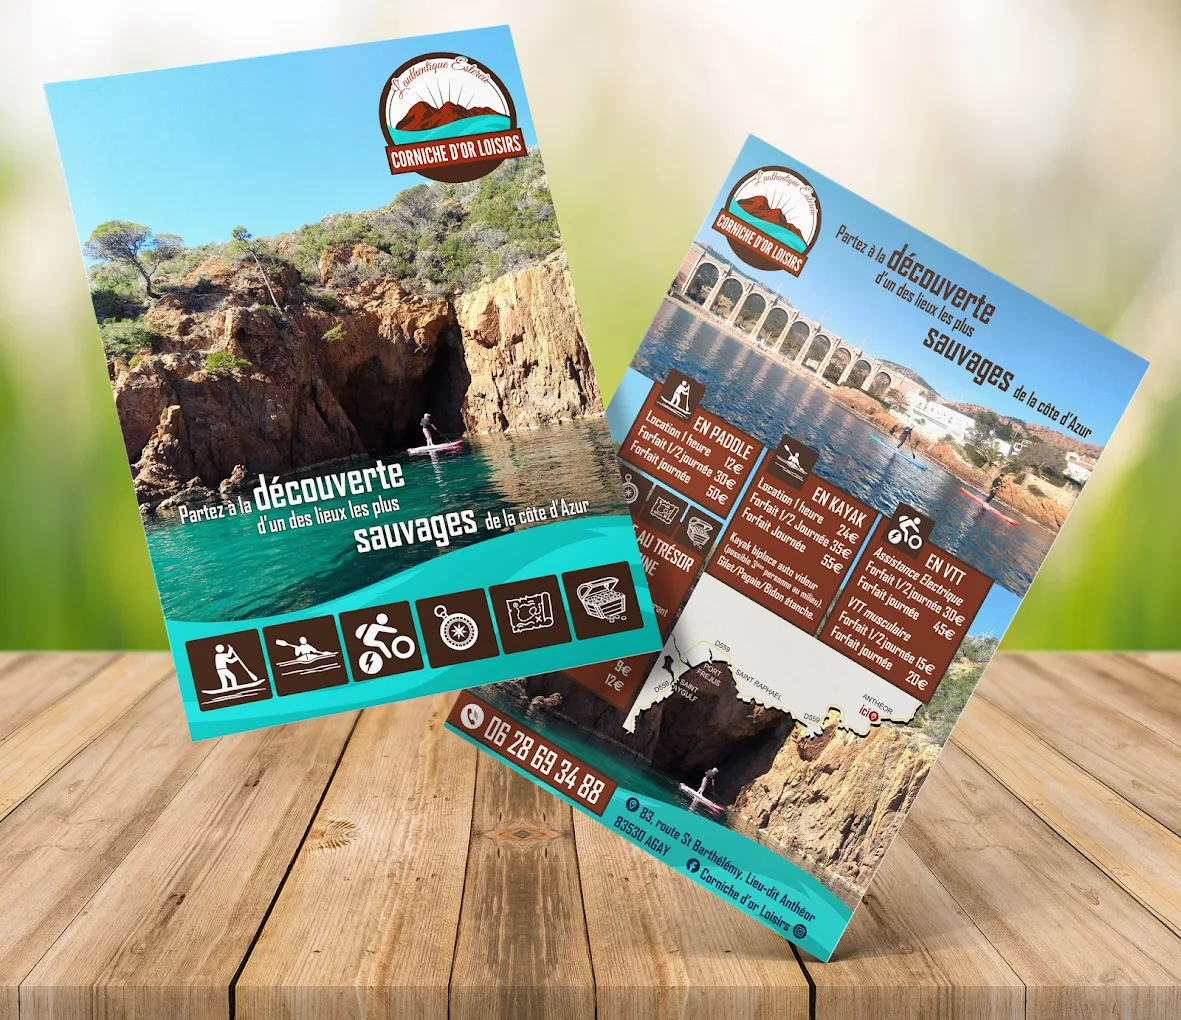 L'authentique Esterel
CORNICHE D'OR LOISIRS
Partez à la découverte
d'un des lieux les plus
sauvages de la côte d'Azur
L'authentique Esterel
CORNICHE D'OR LOISIRS
Partez à la découverte
d'un des lieux les plus
sauvages de la côte d'Azur
EN PADDLE
Location 1 heure 12€
Forfait 1/2 journée 30€
Forfait journée 50€
EN KAYAK
Location 1 heure 24€
Forfait 1/2 Journée 35€
Forfait Journée 55€
Kayak biplace auto videur
(possible 3ème personne au milieu).
Gilet/Pagaie/Bidon étanche.
EN VTT
Assistance Electrique
Forfait 1/2 journée 30€
Forfait journée 45€
VTT musculaire
Forfait 1/2 journée 15€
Forfait journée 20€
AU TRÉSOR
9€
12€
D559
PORT
FRÉJUS
SAINT RAPHAEL
D559
SAINT
AYGULF
D559
ANTHÉOR
ici
06 28 69 34 88
83, route St Barthélémy, Lieu-dit Anthéor
83530 AGAY
Corniche d'or Loisirs